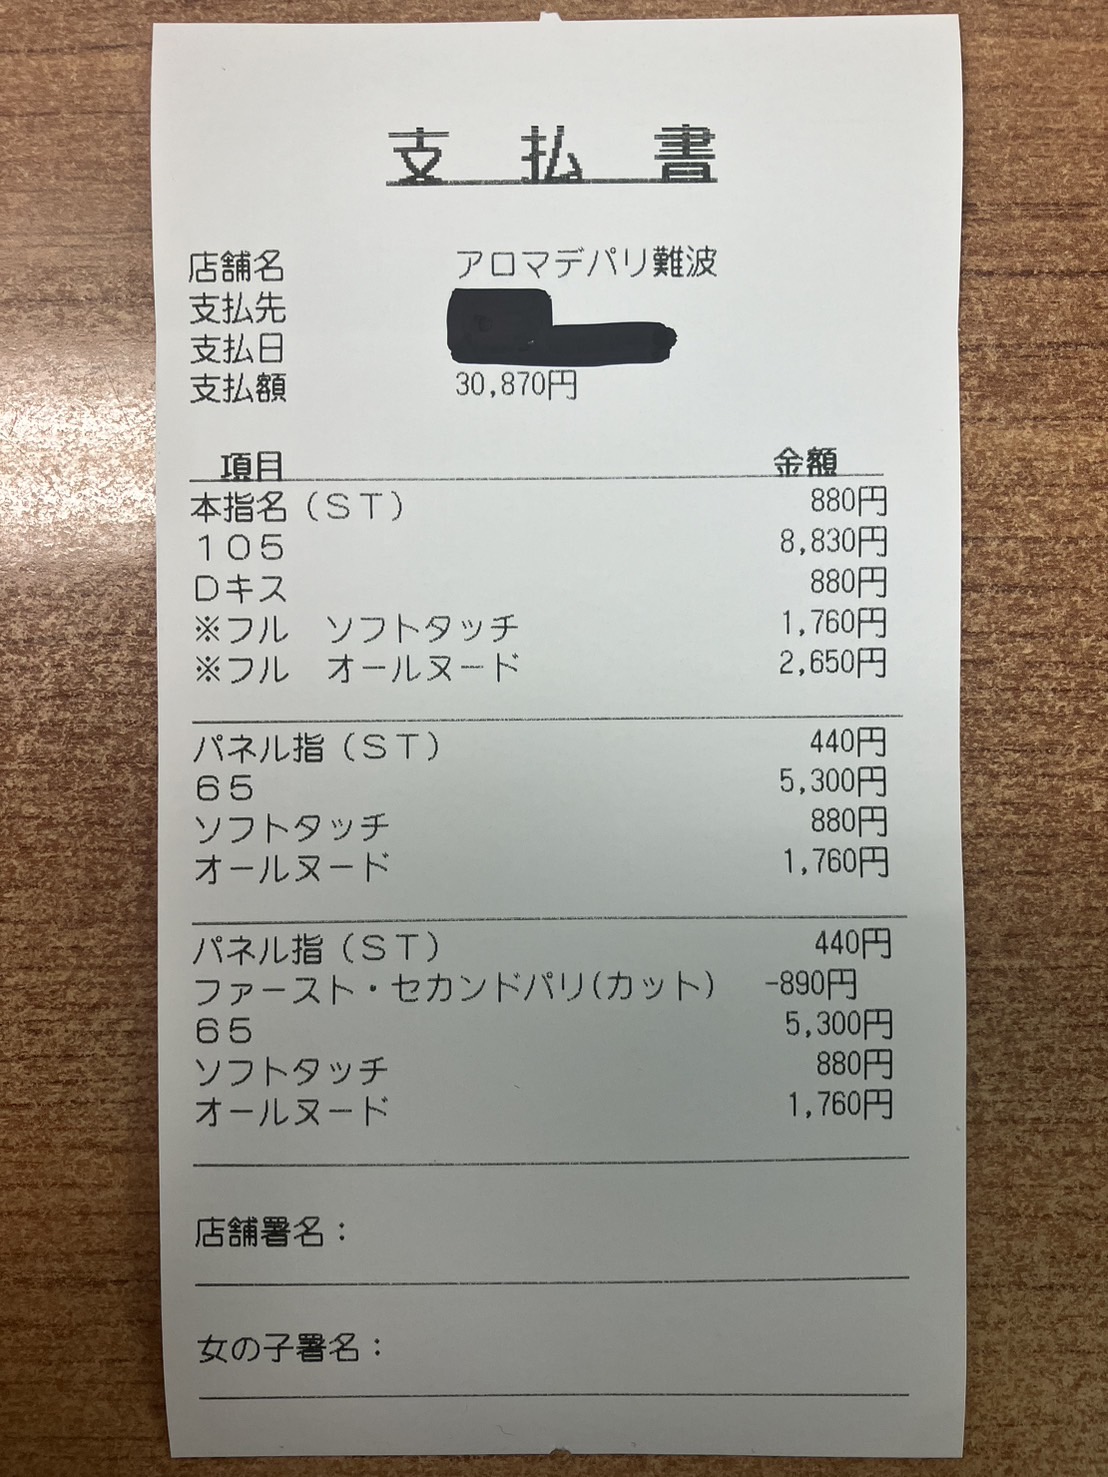 支払書
店舗名 アロマデパリ難波
支払先
支払日
支払額 30,870円
項目 金額
本指名(ST) 880円
105 8,830円
Dキス 880円
※フル ソフトタッチ 1,760円
※フル オールヌード 2,650円
パネル指(ST) 440円
65 5,300円
ソフトタッチ 880円
オールヌード 1,760円
パネル指(ST) 440円
ファースト・セカンドパリ(カット) -890円
65 5,300円
ソフトタッチ 880円
オールヌード 1,760円
店舗署名:
女の子署名: